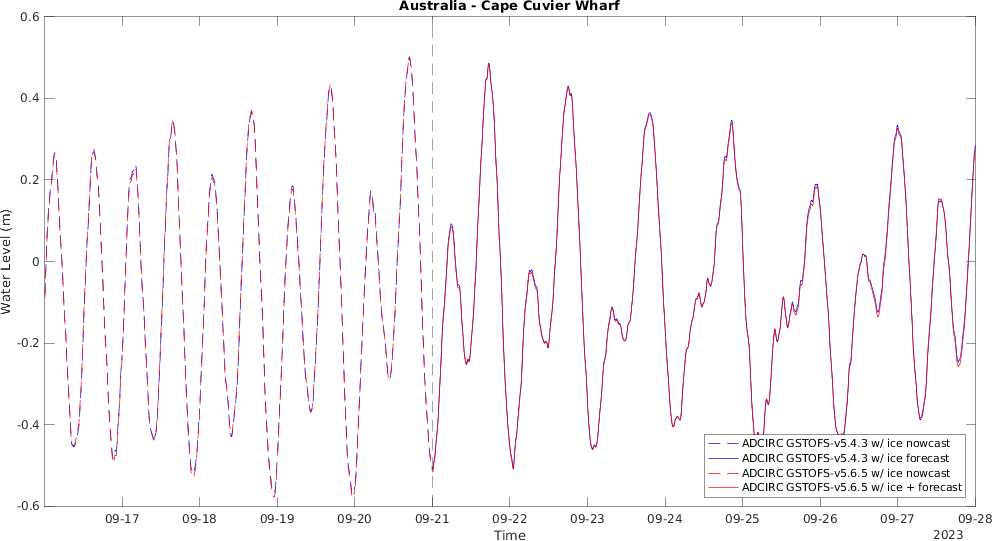 Australia - Cape Cuvier Wharf
0.6
0.4
0.2
0
-0.2
-0.4
-0.6
Water Level (m)
ADCIRC GSTOFS-v5.4.3 w/ ice nowcast
ADCIRC GSTOFS-v5.4.3 w/ ice forecast
ADCIRC GSTOFS-v5.6.5 w/ ice nowcast
ADCIRC GSTOFS-v5.6.5 w/ ice + forecast
09-17 09-18 09-19 09-20 09-21 09-22 09-23 09-24 09-25 09-26 09-27 09-28
Time
2023